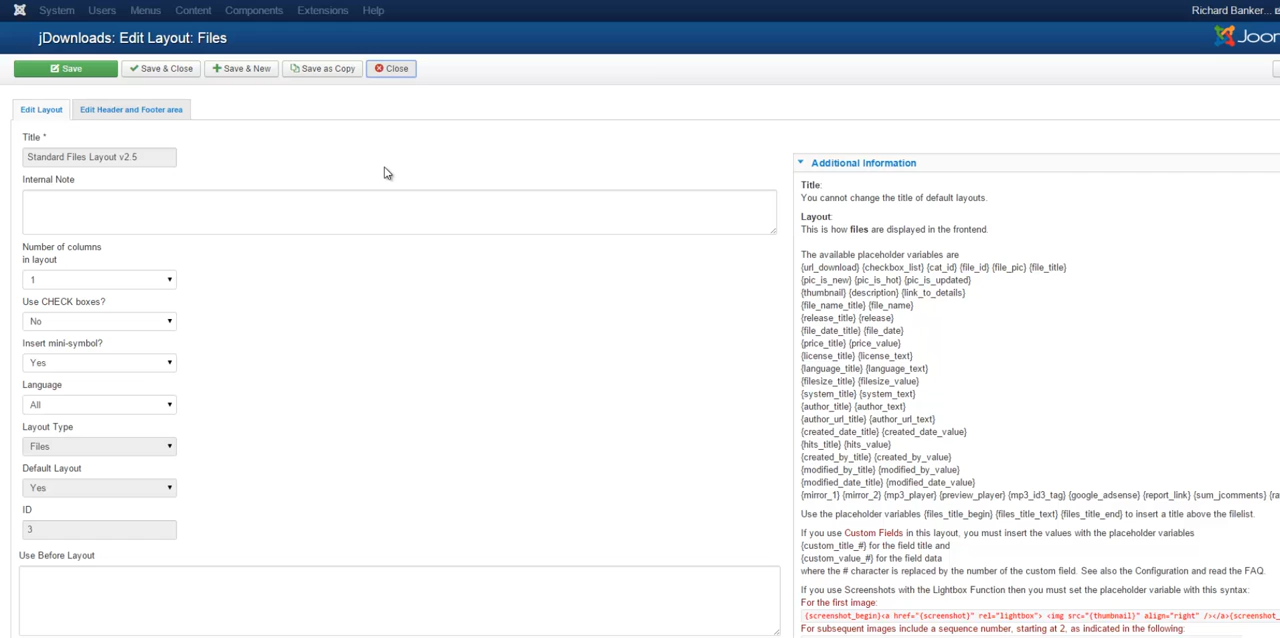 System Users Menus Content Components Extensions Help Richard Banker...
jDownloads: Edit Layout: Files
Save Save & Close Save & New Save as Copy Close
Edit Layout Edit Header and Footer area
Title *
Standard Files Layout v2.5
Internal Note
Number of columns
in layout
1
Use CHECK boxes?
No
Insert mini-symbol?
Yes
Language
All
Layout Type
Files
Default Layout
Yes
ID
3
Use Before Layout
Additional Information
Title:
You cannot change the title of default layouts.
Layout:
This is how files are displayed in the frontend.
The available placeholder variables are
{url_download} {checkbox_list} {cat_id} {file_id} {file_pic} {file_title}
{pic_is_new} {pic_is_hot} {pic_is_updated}
{thumbnail} {description} {link_to_details}
{file_name_title} {file_name}
{release_title} {release}
{file_date_title} {file_date}
{price_title} {price_value}
{license_title} {license_text}
{language_title} {language_text}
{filesize_title} {filesize_value}
{system_title} {system_text}
{author_title} {author_text}
{author_url_title} {author_url_text}
{created_date_title} {created_date_value}
{hits_title} {hits_value}
{created_by_title} {created_by_value}
{modified_by_title} {modified_by_value}
{modified_date_title} {modified_date_value}
{mirror_1} {mirror_2} {mp3_player} {preview_player} {mp3_id3_tag} {google_adsense} {report_link} {sum_jcomments} {ra
Use the placeholder variables {files_title_begin} {files_title_text} {files_title_end} to insert a title above the filelist.
If you use Custom Fields in this layout, you must insert the values with the placeholder variables
{custom_title_#} for the field title and
{custom_value_#} for the field data
where the # character is replaced by the number of the custom field. See also the Configuration and read the FAQ.
If you use Screenshots with the Lightbox Function then you must set the placeholder variable with this syntax:
For the first image:
{screenshot_begin}<a href="{screenshot}" rel="lightbox"> <img src="{thumbnail}" align="right" /></a>{screenshot_
For subsequent images include a sequence number, starting at 2, as indicated in the following: